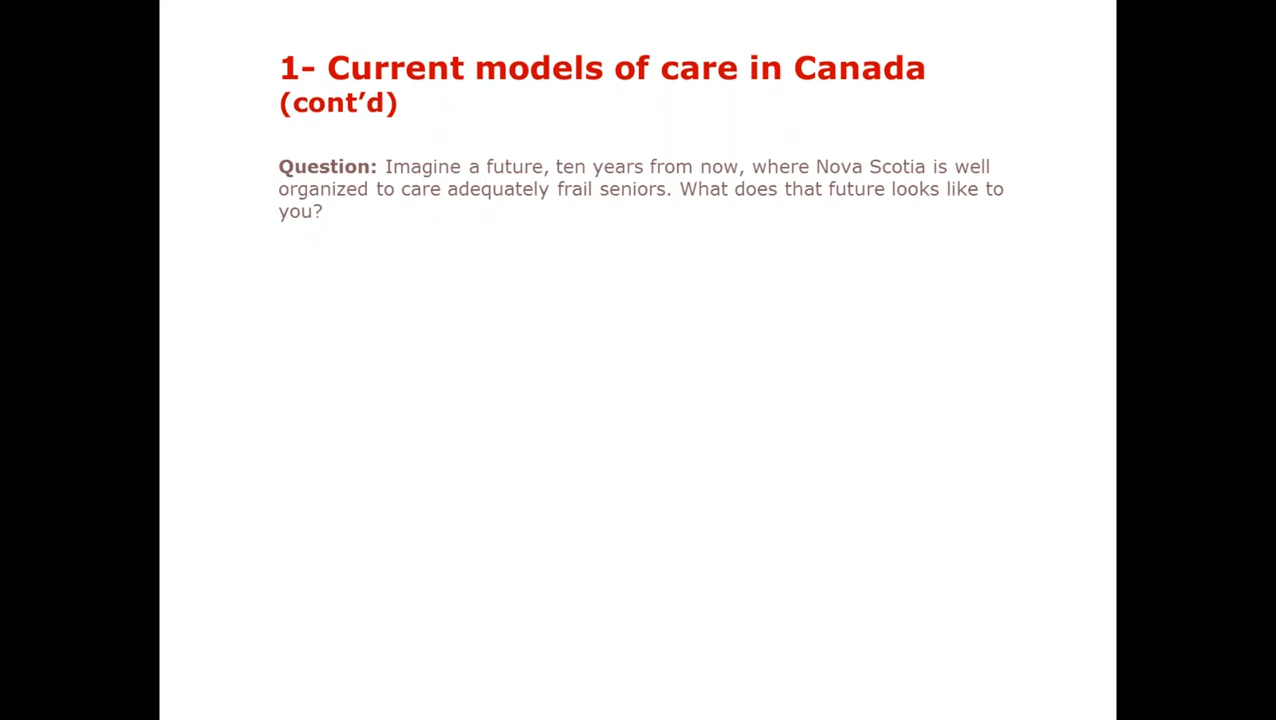 1- Current models of care in Canada
(cont’d)
Question: Imagine a future, ten years from now, where Nova Scotia is well
organized to care adequately frail seniors. What does that future looks like to
you?